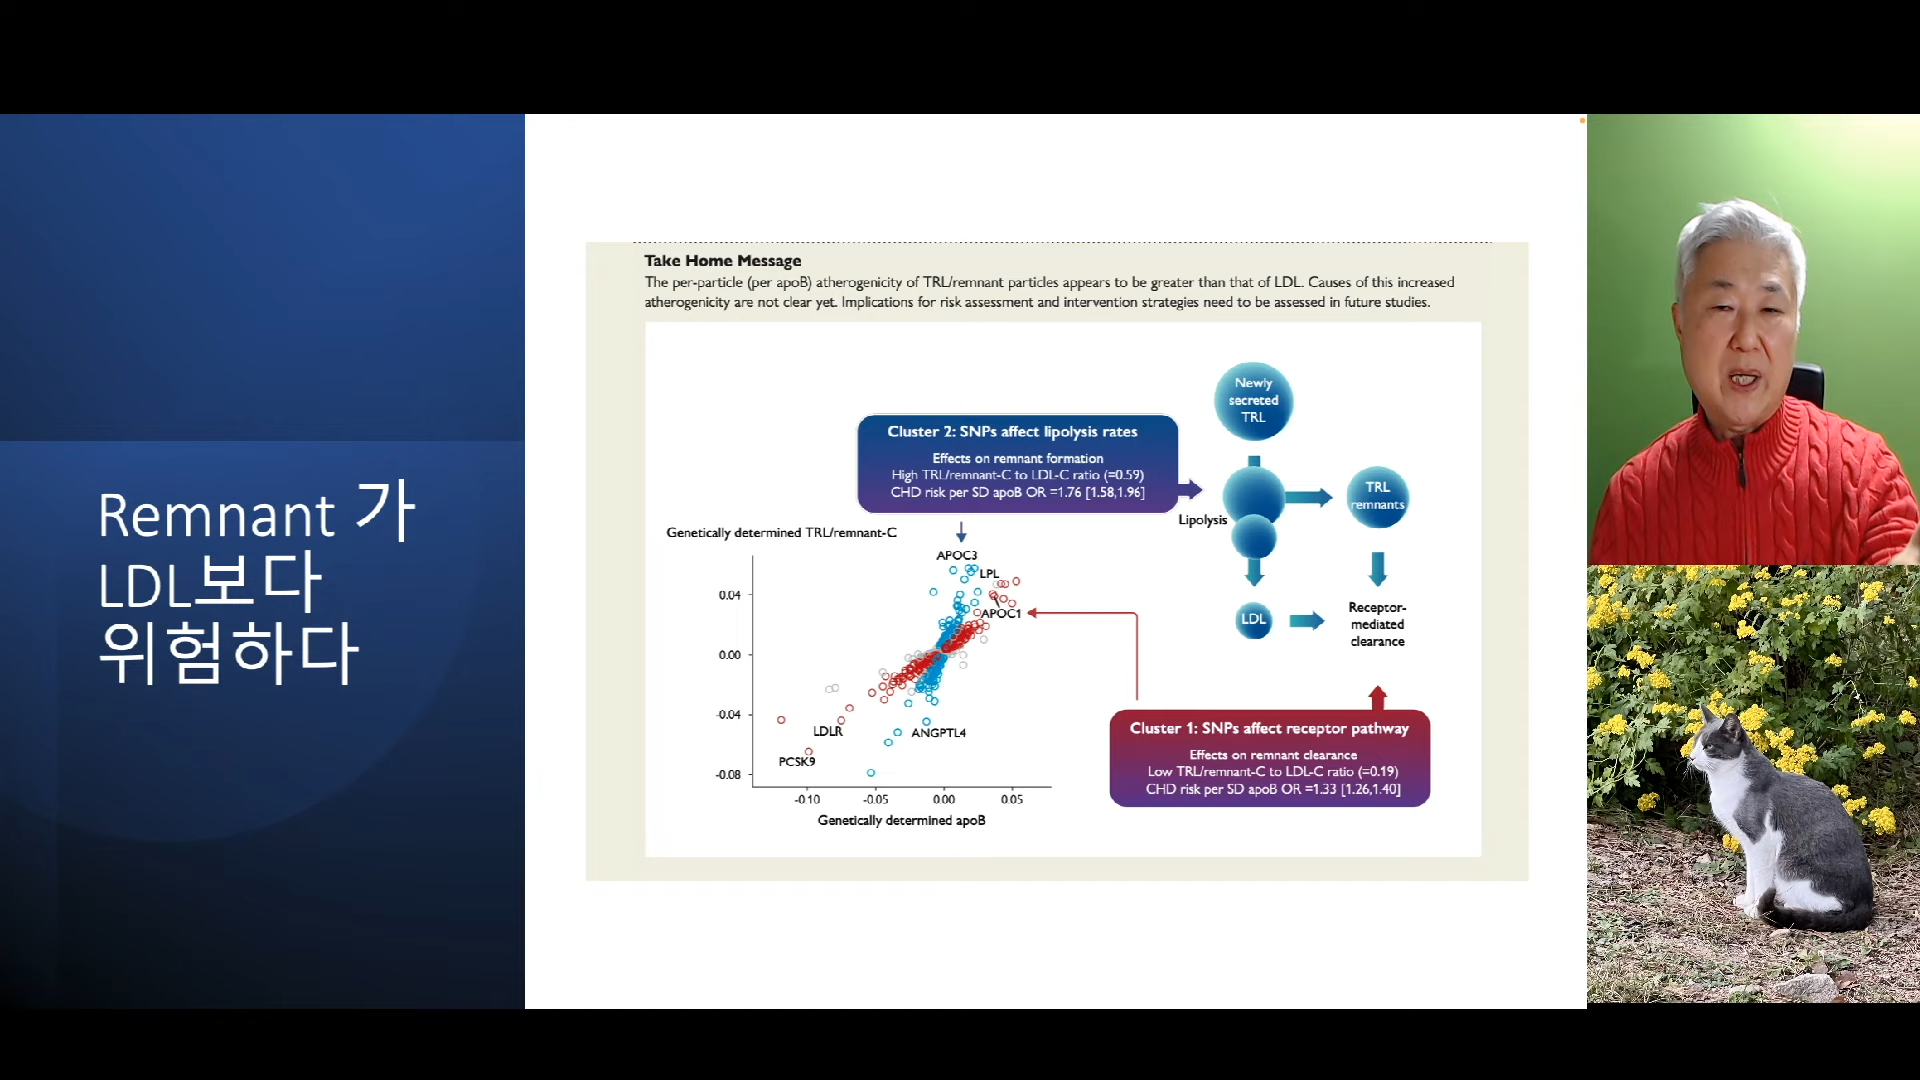 Remnant 가
LDL보다
위험하다
Take Home Message
The per-particle (per apoB) atherogenicity of TRL/remnant particles appears to be greater than that of LDL. Causes of this increased
atherogenicity are not clear yet. Implications for risk assessment and intervention strategies need to be assessed in future studies.
Cluster 2: SNPs affect lipolysis rates
Effects on remnant formation
High TRL/remnant-C to LDL-C ratio (=0.59)
CHD risk per SD apoB OR =1.76 [1.58,1.96]
Newly
secreted
TRL
Lipolysis
TRL
remnants
LDL
Receptor-
mediated
clearance
Genetically determined TRL/remnant-C
APOC3
LPL
APOC1
LDLR
PCSK9
ANGPTL4
0.04
0.00
-0.04
-0.08
-0.10
-0.05
0.00
0.05
Genetically determined apoB
Cluster 1: SNPs affect receptor pathway
Effects on remnant clearance
Low TRL/remnant-C to LDL-C ratio (=0.19)
CHD risk per SD apoB OR =1.33 [1.26,1.40]